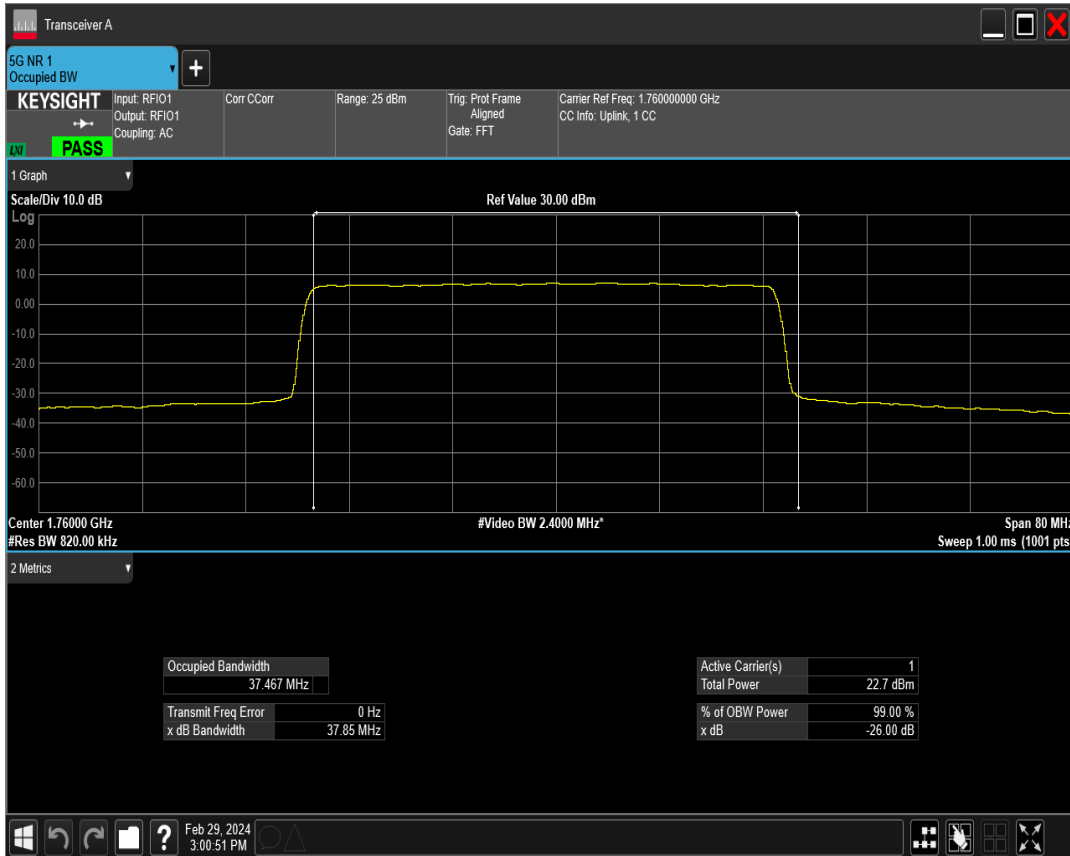 Transceiver A
5G NR 1
Occupied BW
KEYSIGHT
LXI
PASS
Input: RFIO1
Output: RFIO1
Coupling: AC
Corr CCorr
Range: 25 dBm
Trig: Prot Frame
Aligned
Gate: FFT
Carrier Ref Freq: 1.760000000 GHz
CC Info: Uplink, 1 CC
1 Graph
Scale/Div 10.0 dB
Ref Value 30.00 dBm
Log
20.0
10.0
0.00
-10.0
-20.0
-30.0
-40.0
-50.0
-60.0
Center 1.76000 GHz
#Video BW 2.4000 MHz*
Span 80 MHz
#Res BW 820.00 kHz
Sweep 1.00 ms (1001 pts
2 Metrics
Occupied Bandwidth
37.467 MHz
Transmit Freq Error 0 Hz
x dB Bandwidth 37.85 MHz
Active Carrier(s) 1
Total Power 22.7 dBm
% of OBW Power 99.00 %
x dB -26.00 dB
?
Feb 29, 2024
3:00:51 PM